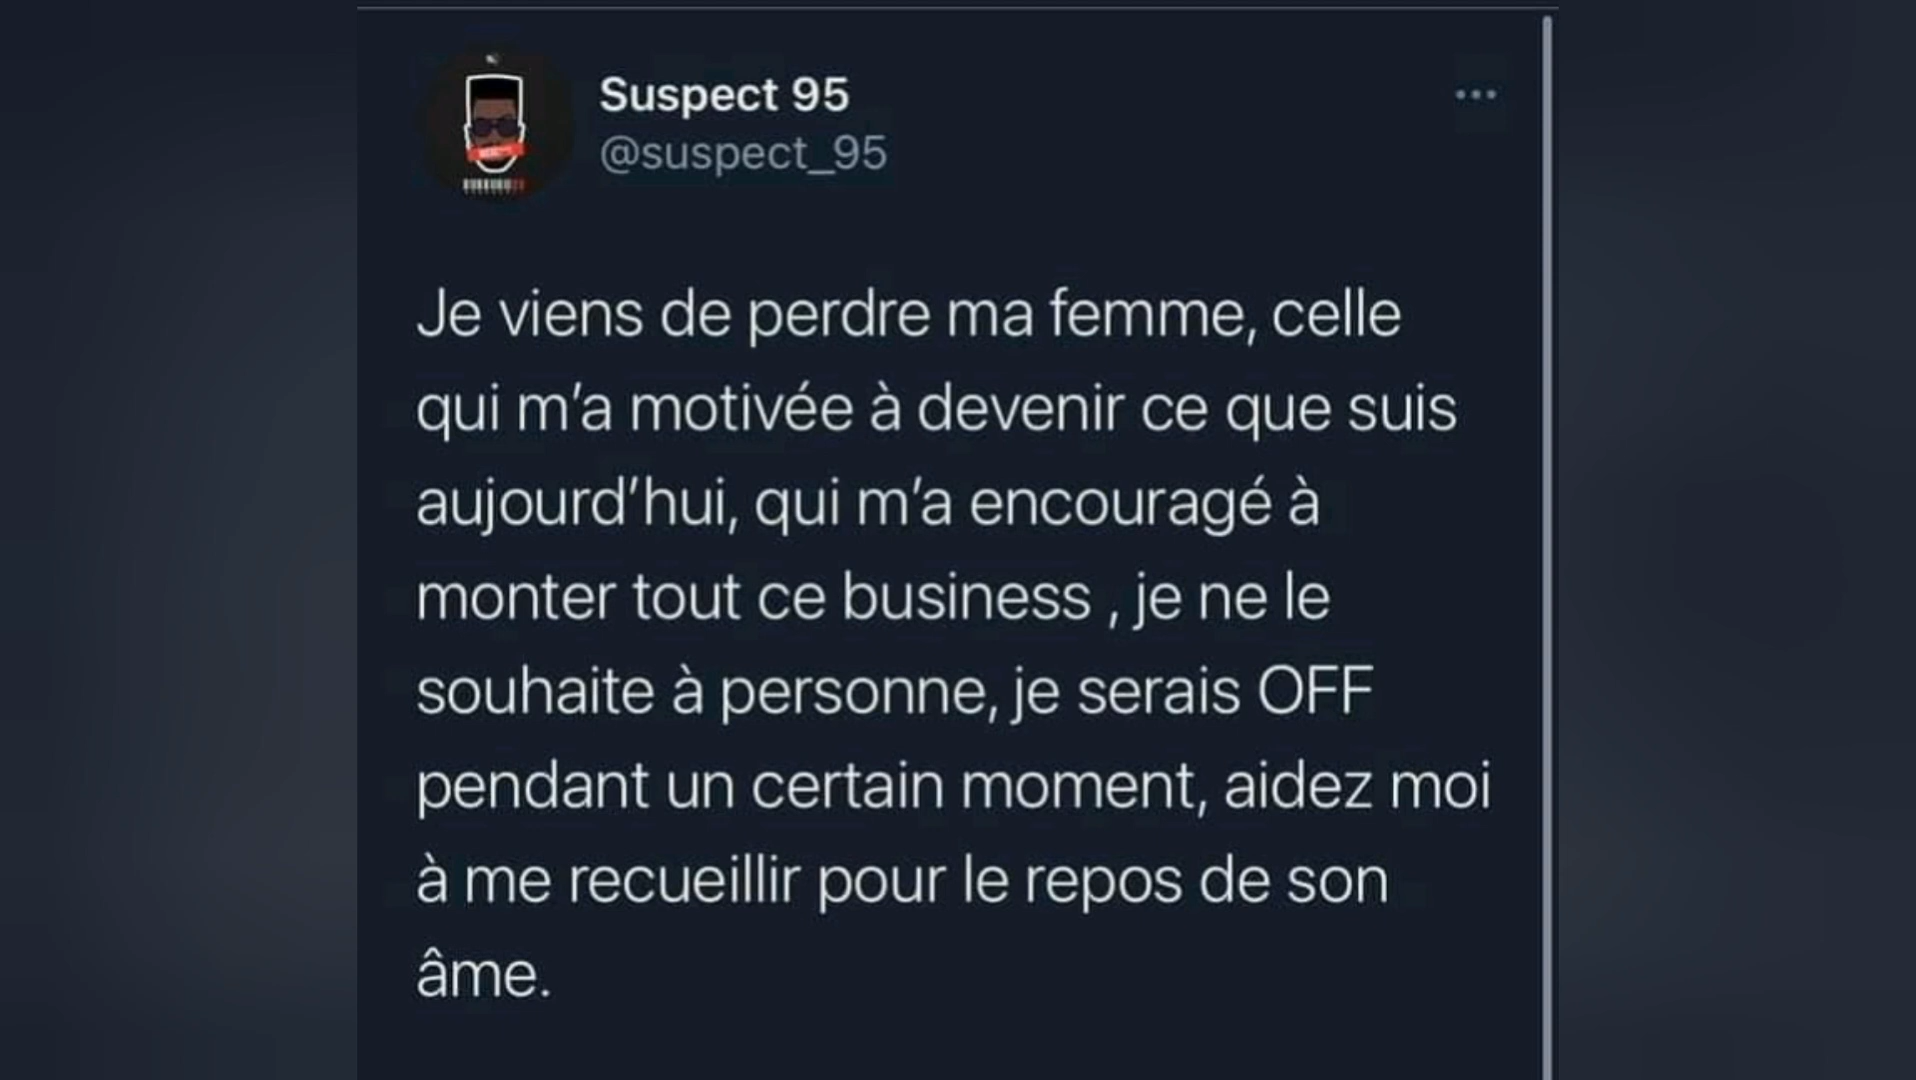 Suspect 95
@suspect_95
Je viens de perdre ma femme, celle
qui m’a motivée à devenir ce que suis
aujourd’hui, qui m’a encouragé à
monter tout ce business , je ne le
souhaite à personne, je serais OFF
pendant un certain moment, aidez moi
à me recueillir pour le repos de son
âme.